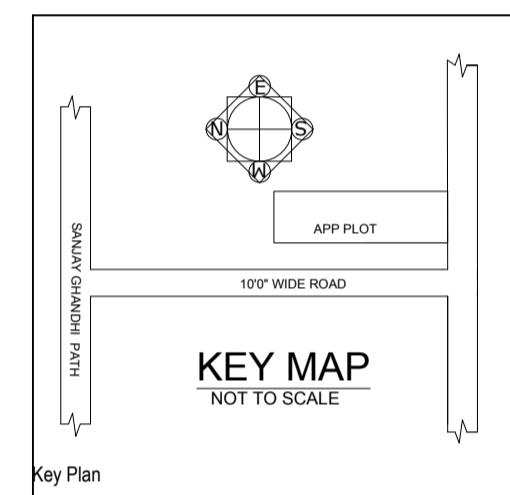 E
N S
W
APP PLOT
SANJAY GHANDHI PATH
10'0" WIDE ROAD
KEY MAP
NOT TO SCALE
Key Plan